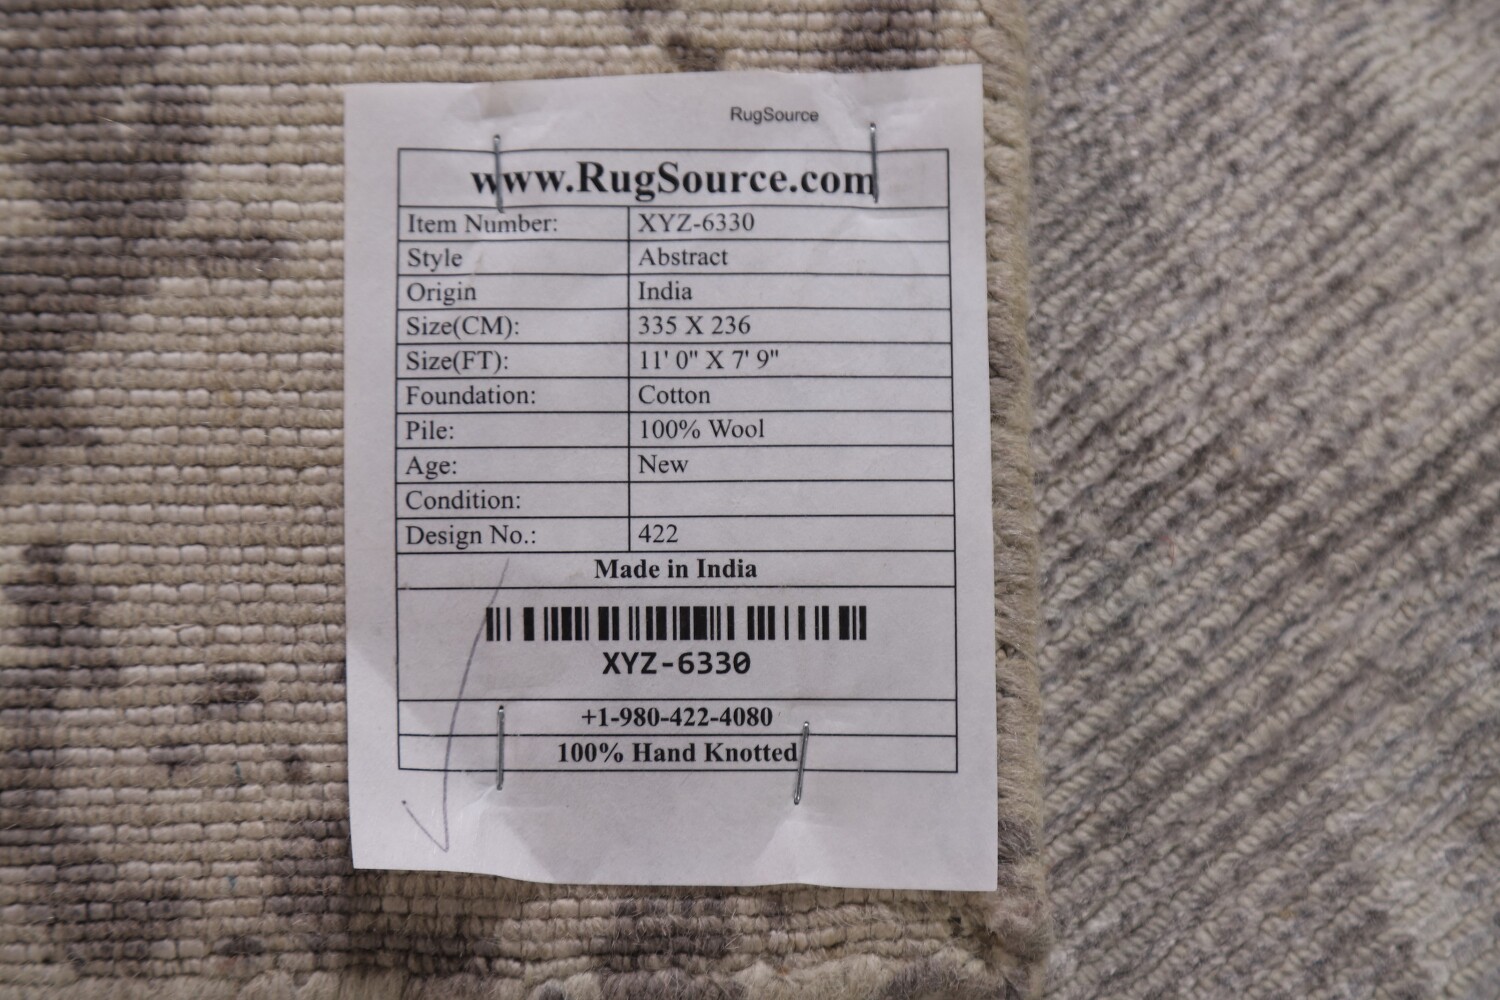 RugSource
www.RugSource.com
Item Number: XYZ-6330
Style Abstract
Origin India
Size(CM): 335 X 236
Size(FT): 11' 0" X 7' 9"
Foundation: Cotton
Pile: 100% Wool
Age: New
Condition:
Design No.: 422
Made in India
XYZ-6330
+1-980-422-4080
100% Hand Knotted